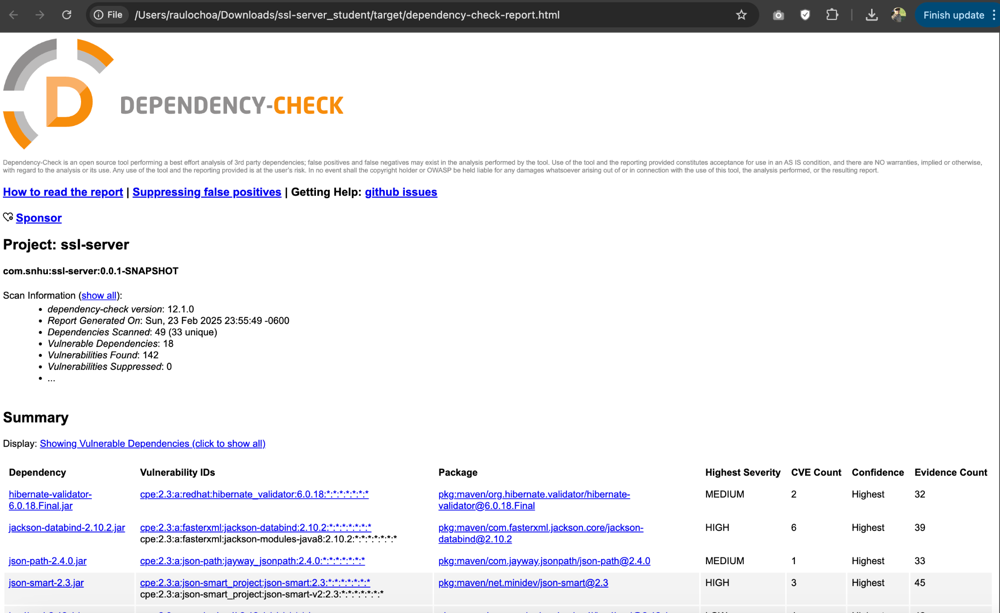 File /Users/raulochoa/Downloads/ssl-server_student/target/dependency-check-report.html Finish update
D
DEPENDENCY-CHECK
Dependency-Check is an open source tool performing a best effort analysis of 3rd party dependencies; false positives and false negatives may exist in the analysis performed by the tool. Use of the tool and the reporting provided constitutes acceptance for use in an AS IS condition, and there are NO warranties, implied or otherwise,
with regard to the analysis or its use. Any use of the tool and the reporting provided is at the user's risk. In no event shall the copyright holder or OWASP be held liable for any damages whatsoever arising out of or in connection with the use of this tool, the analysis performed, or the resulting report.
How to read the report | Suppressing false positives | Getting Help: github issues
Sponsor
Project: ssl-server
com.snhu:ssl-server:0.0.1-SNAPSHOT
Scan Information (show all):
• dependency-check version: 12.1.0
• Report Generated On: Sun, 23 Feb 2025 23:55:49 -0600
• Dependencies Scanned: 49 (33 unique)
• Vulnerable Dependencies: 18
• Vulnerabilities Found: 142
• Vulnerabilities Suppressed: 0
• ...
Summary
Display: Showing Vulnerable Dependencies (click to show all)
Dependency Vulnerability IDs Package Highest Severity CVE Count Confidence Evidence Count
hibernate-validator- cpe:2.3:a:redhat:hibernate_validator:6.0.18:*:*:*:*:*:*:* pkg:maven/org.hibernate.validator/hibernate- MEDIUM 2 Highest 32
6.0.18.Final.jar validator@6.0.18.Final
jackson-databind-2.10.2.jar cpe:2.3:a:fasterxml:jackson-databind:2.10.2:*:*:*:*:*:*:* pkg:maven/com.fasterxml.jackson.core/jackson- HIGH 6 Highest 39
cpe:2.3:a:fasterxml:jackson-modules-java8:2.10.2:*:*:*:*:*:*:* databind@2.10.2
json-path-2.4.0.jar cpe:2.3:a:json-path:jayway_jsonpath:2.4.0:*:*:*:*:*:*:* pkg:maven/com.jayway.jsonpath/json-path@2.4.0 MEDIUM 1 Highest 33
json-smart-2.3.jar cpe:2.3:a:json-smart_project:json-smart:2.3:*:*:*:*:*:*:* pkg:maven/net.minidev/json-smart@2.3 HIGH 3 Highest 45
cpe:2.3:a:json-smart_project:json-smart-v2:2.3:*:*:*:*:*:*:*